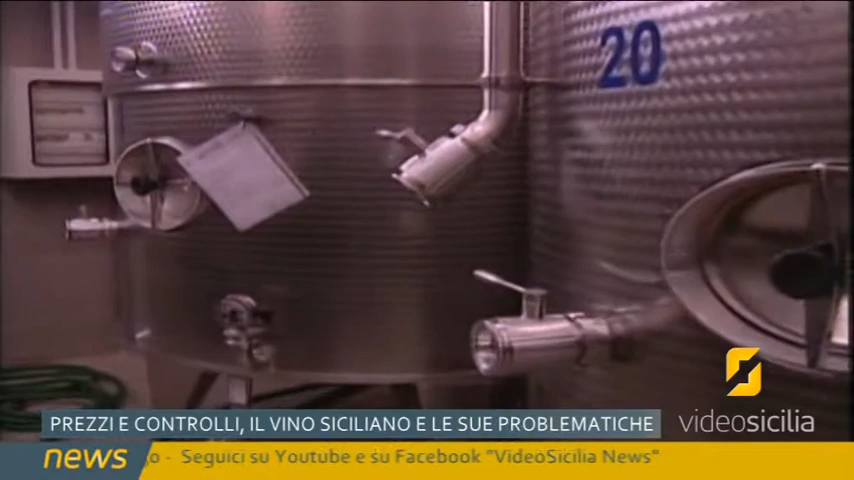 20
PREZZI E CONTROLLI, IL VINO SICILIANO E LE SUE PROBLEMATICHE
videosicilia
news
- Seguici su Youtube e su Facebook "VideoSicilia News"